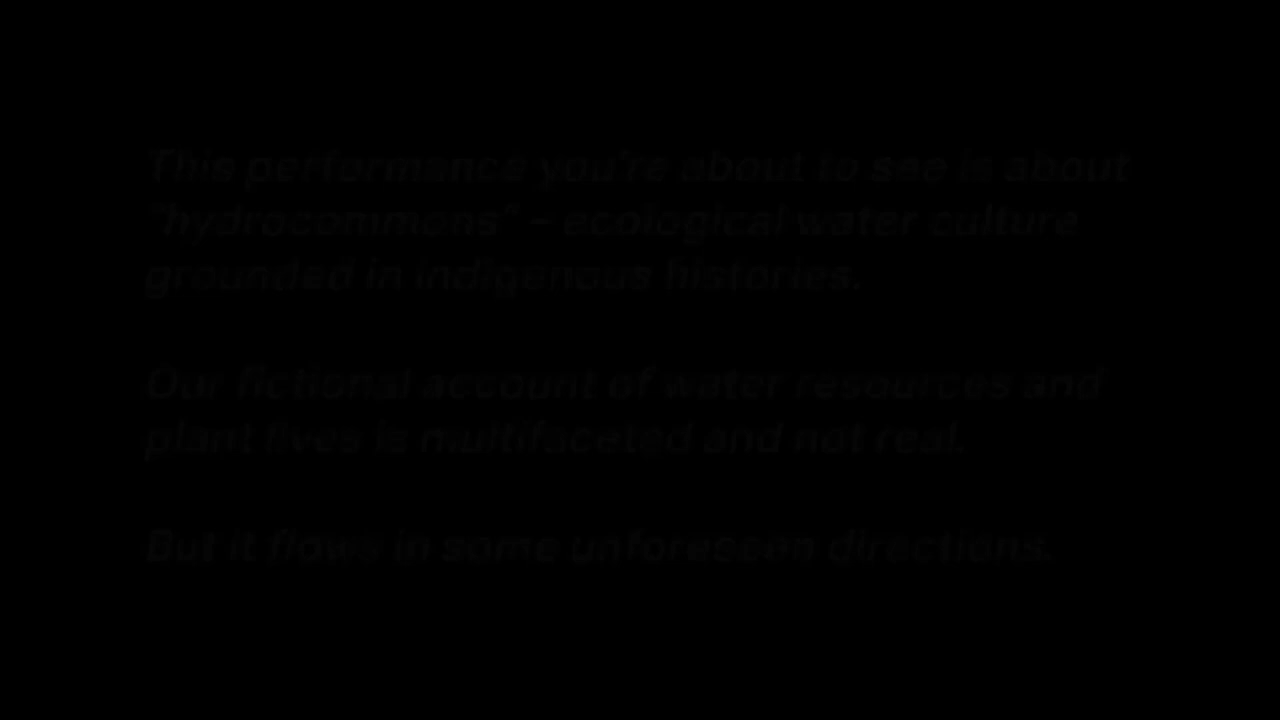 This performance you're about to see is about
"hydrocommons" – ecological water culture
grounded in indigenous histories.
Our fictional account of water resources and
plant lives is multifaceted and not real.
But it flows in some unforeseen directions.